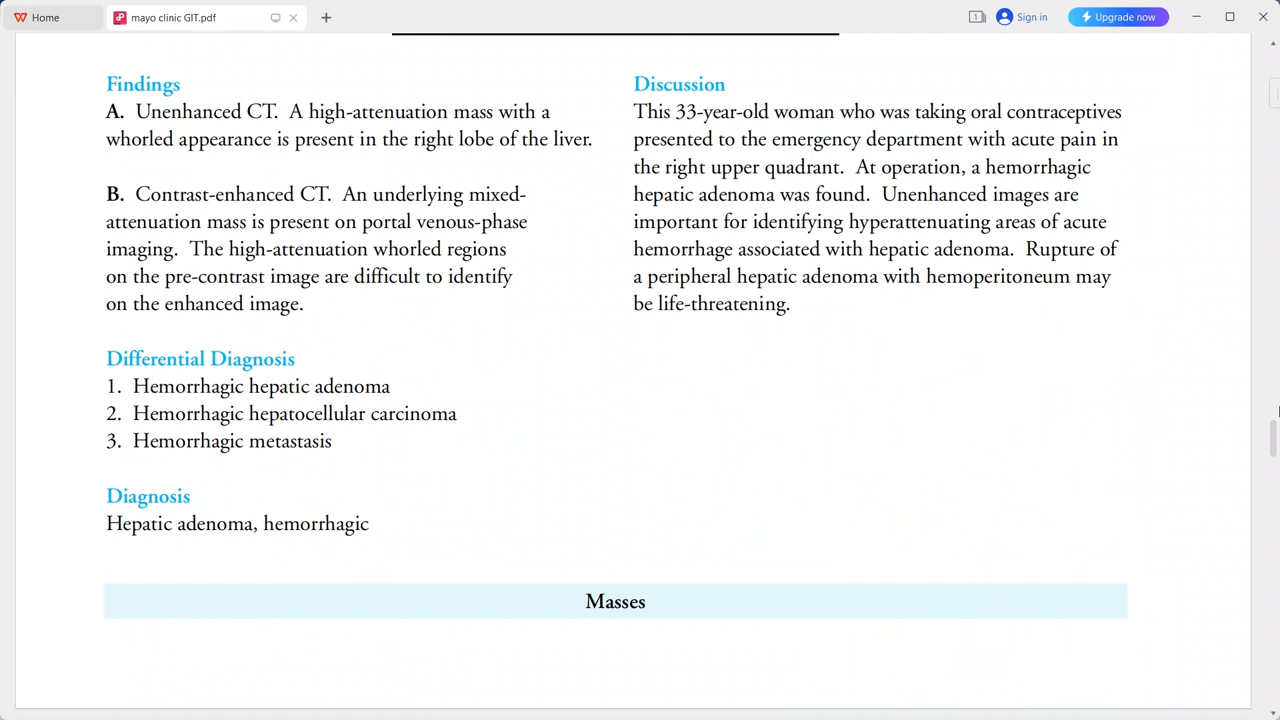 Home
mayo clinic GIT.pdf
1
Sign in
Upgrade now
Findings
A. Unenhanced CT. A high-attenuation mass with a
whorled appearance is present in the right lobe of the liver.
B. Contrast-enhanced CT. An underlying mixed-
attenuation mass is present on portal venous-phase
imaging. The high-attenuation whorled regions
on the pre-contrast image are difficult to identify
on the enhanced image.
Differential Diagnosis
1. Hemorrhagic hepatic adenoma
2. Hemorrhagic hepatocellular carcinoma
3. Hemorrhagic metastasis
Diagnosis
Hepatic adenoma, hemorrhagic
Discussion
This 33-year-old woman who was taking oral contraceptives
presented to the emergency department with acute pain in
the right upper quadrant. At operation, a hemorrhagic
hepatic adenoma was found. Unenhanced images are
important for identifying hyperattenuating areas of acute
hemorrhage associated with hepatic adenoma. Rupture of
a peripheral hepatic adenoma with hemoperitoneum may
be life-threatening.
Masses